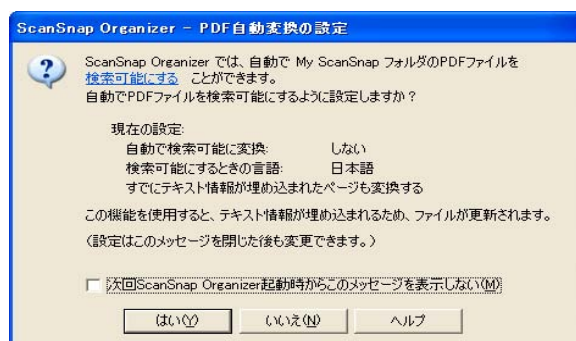 ScanSnap Organizer - PDF自動変換の設定
ScanSnap Organizer では、自動で My ScanSnap フォルダのPDFファイルを
検索可能にする ことができます。
自動でPDFファイルを検索可能にするように設定しますか？
現在の設定:
自動で検索可能に変換: しない
検索可能にするときの言語: 日本語
すでにテキスト情報が埋め込まれたページも変換する
この機能を使用すると、テキスト情報が埋め込まれるため、ファイルが更新されます。
（設定はこのメッセージを閉じた後も変更できます。）
次回ScanSnap Organizer起動時からこのメッセージを表示しない(M)
はい(Y) いいえ(N) ヘルプ